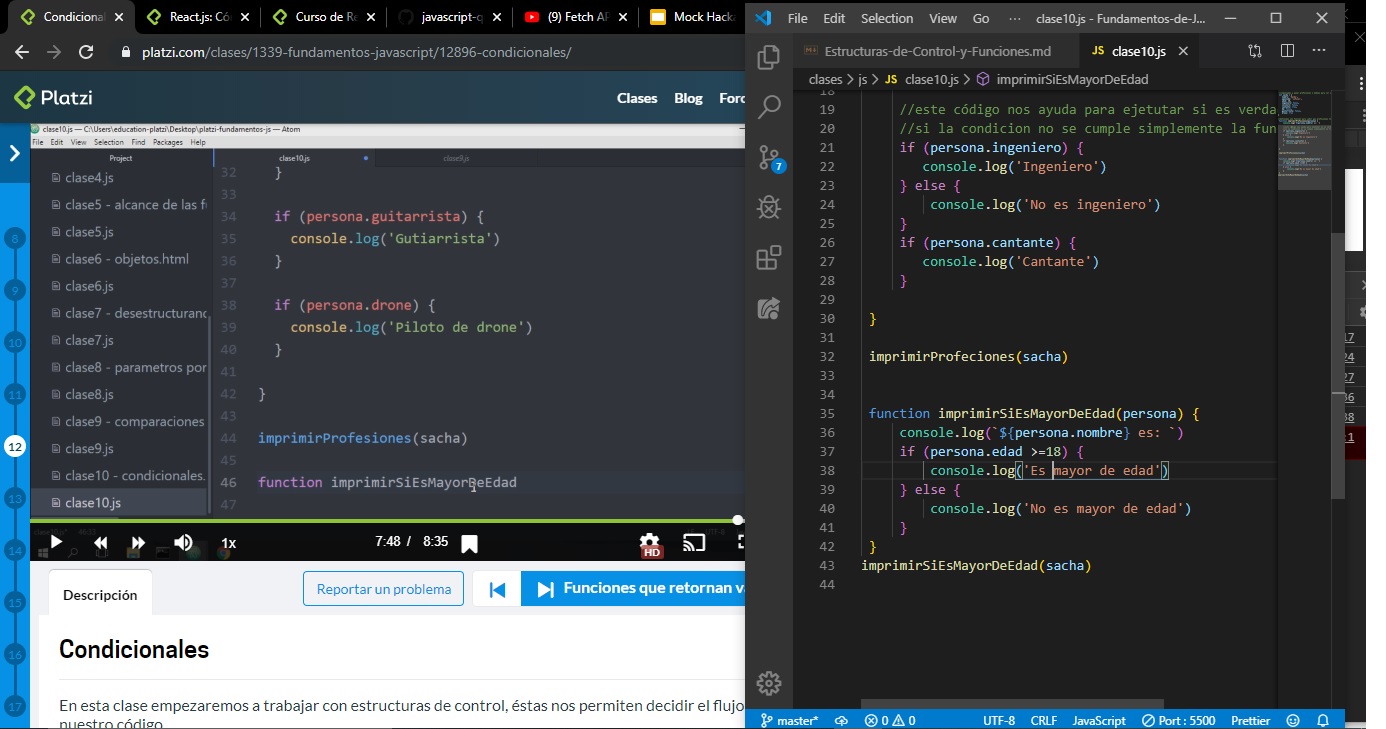 Condicional
React.js: Có
Curso de Re
javascript-q
(9) Fetch AP
Mock Hack
platzi.com/clases/1339-fundamentos-javascript/12896-condicionales/
Platzi
Clases
Blog
Foro
clase10.js — C:\Users\education-platzi\Desktop\platzi-fundamentos-js — Atom
File Edit View Selection Find Packages Help
Project
clase10.js
clase9.js
clase4.js
clase5 - alcance de las f
clase5.js
clase6 - objetos.html
clase6.js
clase7 - desestructurand
clase7.js
clase8 - parametros por
clase8.js
clase9 - comparaciones
clase9.js
clase10 - condicionales.
clase10.js
32 }
33
34 if (persona.guitarrista) {
35 console.log('Gutiarrista')
36 }
37
38 if (persona.drone) {
39 console.log('Piloto de drone')
40 }
41
42 }
43
44 imprimirProfesiones(sacha)
45
46 function imprimirSiEsMayorDeEdad
47
8
9
10
11
12
13
14
15
16
17
1x
7:48 / 8:35
HD
Descripción
Reportar un problema
Funciones que retornan va
Condicionales
En esta clase empezaremos a trabajar con estructuras de control, éstas nos permiten decidir el flujo
nuestro código
File Edit Selection View Go ··· clase10.js - Fundamentos-de-J...
Estructuras-de-Control-y-Funciones.md
JS clase10.js
clases > js > JS clase10.js > imprimirSiEsMayorDeEdad
7
18
19 //este código nos ayuda para ejetutar si es verda
20 //si la condicion no se cumple simplemente la fun
21 if (persona.ingeniero) {
22 console.log('Ingeniero')
23 } else {
24 console.log('No es ingeniero')
25 }
26 if (persona.cantante) {
27 console.log('Cantante')
28 }
29
30 }
31
32 imprimirProfeciones(sacha)
33
34
35 function imprimirSiEsMayorDeEdad(persona) {
36 console.log(`${persona.nombre} es: `)
37 if (persona.edad >=18) {
38 console.log('Es mayor de edad')
39 } else {
40 console.log('No es mayor de edad')
41 }
42 }
43 imprimirSiEsMayorDeEdad(sacha)
44
master* 0 0 UTF-8 CRLF JavaScript Port : 5500 Prettier
17
24
27
36
38
:1